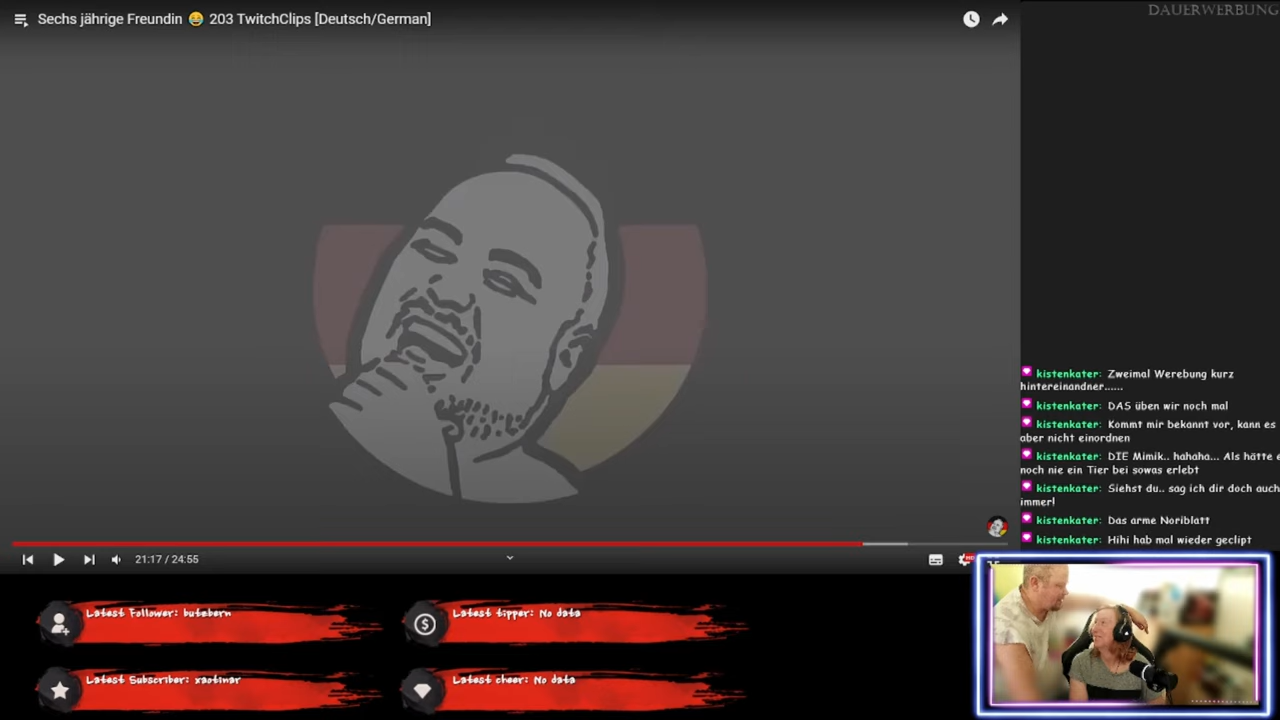 Sechs jährige Freundin 😂 203 TwitchClips [Deutsch/German]
DAUERWERBUNG
kistenkater: Zweimal Werebung kurz
hintereinandner......
kistenkater: DAS üben wir noch mal
kistenkater: Kommt mir bekannt vor, kann es
aber nicht einordnen
kistenkater: DIE Mimik.. hahaha... Als hätte e
noch nie ein Tier bei sowas erlebt
kistenkater: Siehst du.. sag ich dir doch auch
immer!
kistenkater: Das arme Noriblatt
kistenkater: Hihi hab mal wieder geclipt
21:17 / 24:55
Latest Follower: butebern
Latest tipper: No data
Latest Subscriber: xaotinar
Latest cheer: No data